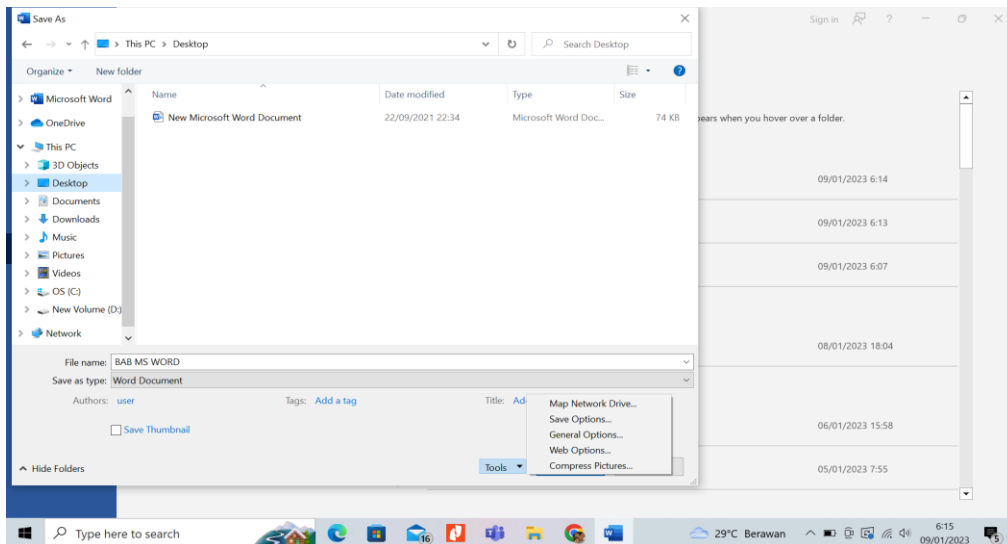 Save As
Sign in ?
This PC > Desktop
Search Desktop
Organize
New folder
Name
Date modified
Type
Size
Microsoft Word
OneDrive
This PC
3D Objects
Desktop
Documents
Downloads
Music
Pictures
Videos
OS (C:)
New Volume (D:)
Network
New Microsoft Word Document
22/09/2021 22:34
Microsoft Word Doc...
74 KB
pears when you hover over a folder.
09/01/2023 6:14
09/01/2023 6:13
09/01/2023 6:07
08/01/2023 18:04
06/01/2023 15:58
05/01/2023 7:55
File name: BAB MS WORD
Save as type: Word Document
Authors: user
Tags: Add a tag
Title: Ad
Save Thumbnail
Hide Folders
Tools
Map Network Drive...
Save Options...
General Options...
Web Options...
Compress Pictures...
Type here to search
16
29°C Berawan
6:15
09/01/2023
5